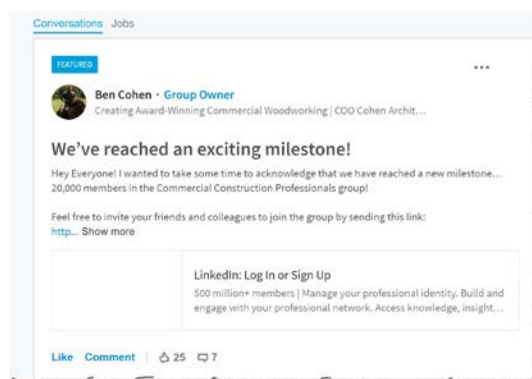 Conversations Jobs
FEATURED
Ben Cohen · Group Owner
Creating Award-Winning Commercial Woodworking | COO Cohen Archit...
We've reached an exciting milestone!
Hey Everyone! I wanted to take some time to acknowledge that we have reached a new milestone...
20,000 members in the Commercial Construction Professionals group!
Feel free to invite your friends and colleagues to join the group by sending this link:
http... Show more
LinkedIn: Log In or Sign Up
500 million+ members | Manage your professional identity. Build and
engage with your professional network. Access knowledge, insight...
Like Comment 25 7